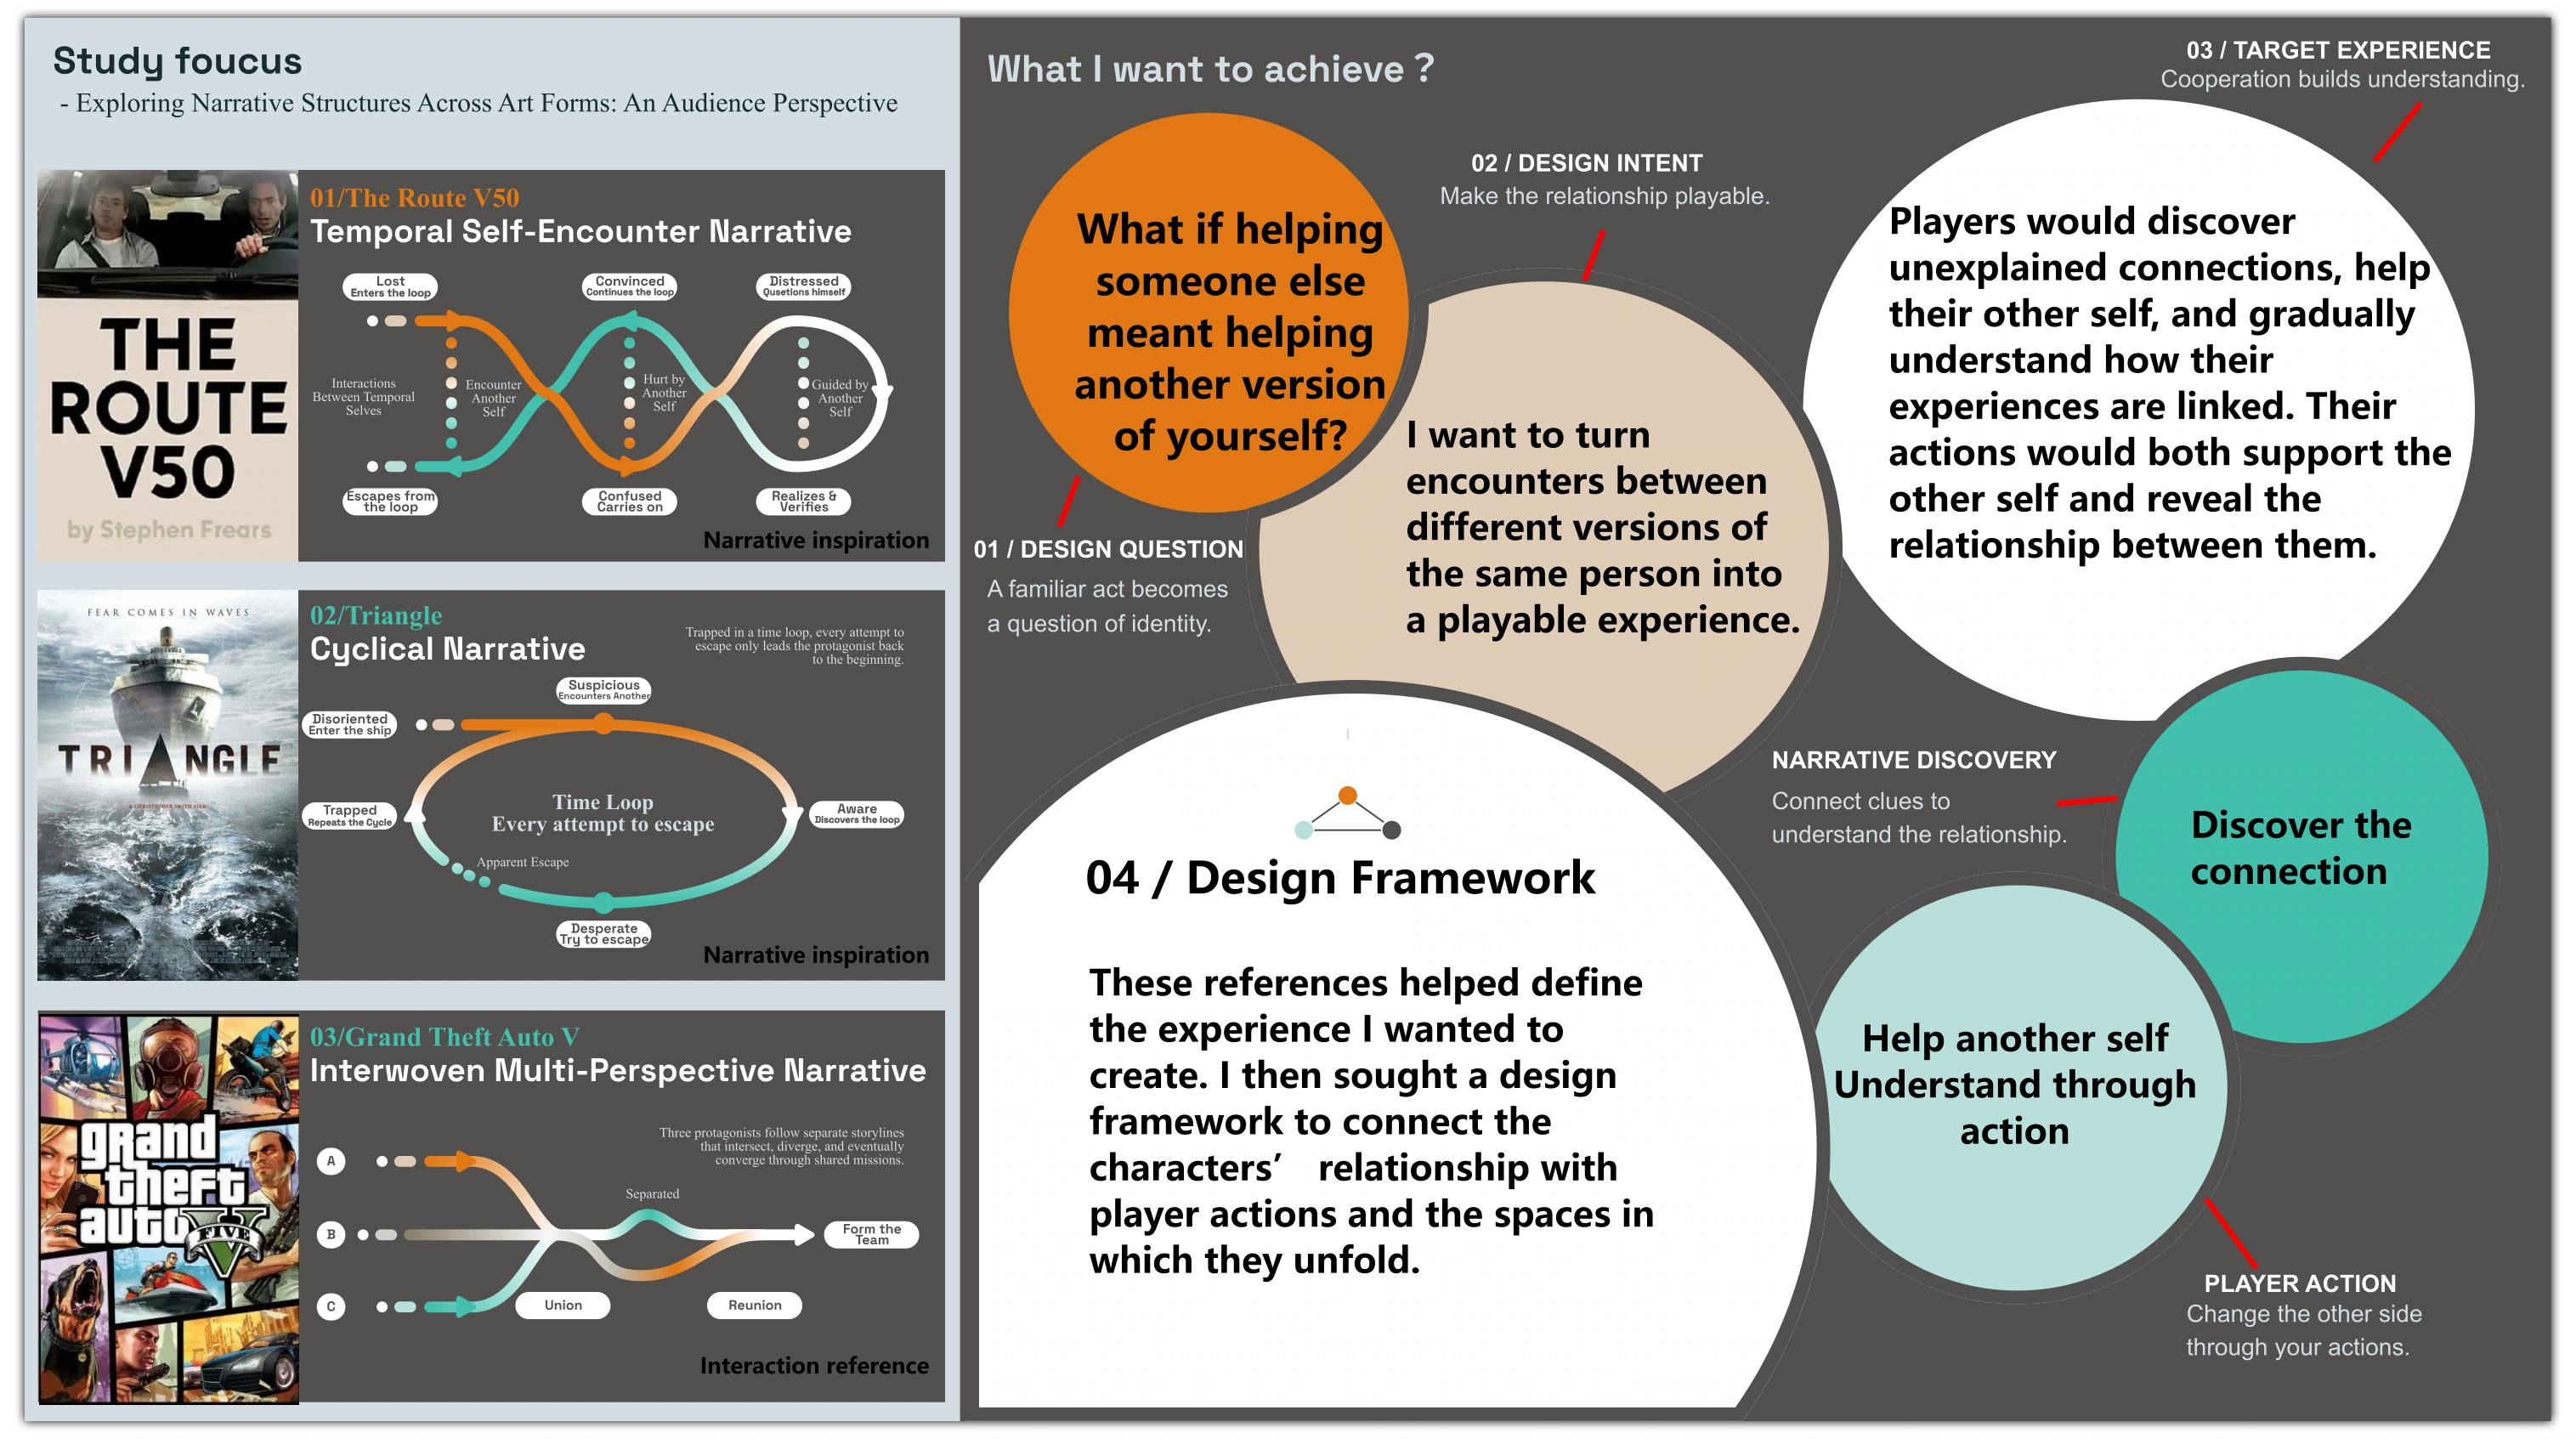 Study foucus
- Exploring Narrative Structures Across Art Forms: An Audience Perspective
THE
ROUTE
V50
by Stephen Frears
01/The Route V50
Temporal Self-Encounter Narrative
Lost
Enters the loop
Convinced
Continues the loop
Distressed
Qusetions himself
Interactions
Between Temporal
Selves
Encounter
Another
Self
Hurt by
Another
Self
Guided by
Another
Self
Escapes from
the loop
Confused
Carries on
Realizes &
Verifies
Narrative inspiration
FEAR COMES IN WAVES
TRIANGLE
A CHRISTOPHER SMITH FILM
02/Triangle
Cyclical Narrative
Trapped in a time loop, every attempt to
escape only leads the protagonist back
to the beginning.
Suspicious
Encounters Another
Disoriented
Enter the ship
Trapped
Repeats the Cycle
Time Loop
Every attempt to escape
Aware
Discovers the loop
Apparent Escape
Desperate
Try to escape
Narrative inspiration
grand
theft
auto V
FIVE
03/Grand Theft Auto V
Interwoven Multi-Perspective Narrative
Three protagonists follow separate storylines
that intersect, diverge, and eventually
converge through shared missions.
A
B
C
Separated
Form the
Team
Union
Reunion
Interaction reference
What I want to achieve ?
What if helping
someone else
meant helping
another version
of yourself?
01 / DESIGN QUESTION
A familiar act becomes
a question of identity.
02 / DESIGN INTENT
Make the relationship playable.
I want to turn
encounters between
different versions of
the same person into
a playable experience.
03 / TARGET EXPERIENCE
Cooperation builds understanding.
Players would discover
unexplained connections, help
their other self, and gradually
understand how their
experiences are linked. Their
actions would both support the
other self and reveal the
relationship between them.
NARRATIVE DISCOVERY
Connect clues to
understand the relationship.
Discover the
connection
Help another self
Understand through
action
PLAYER ACTION
Change the other side
through your actions.
04 / Design Framework
These references helped define
the experience I wanted to
create. I then sought a design
framework to connect the
characters’ relationship with
player actions and the spaces in
which they unfold.